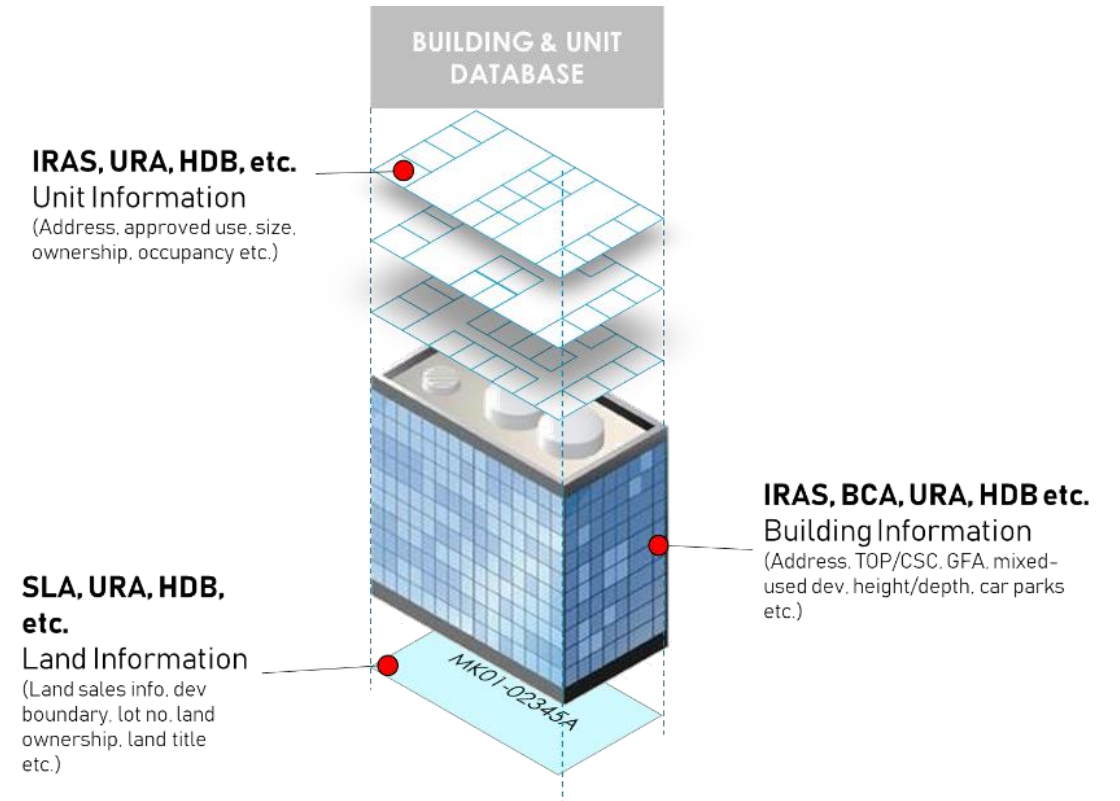 BUILDING & UNIT
DATABASE
IRAS, URA, HDB, etc.
Unit Information
(Address, approved use, size,
ownership, occupancy etc.)
IRAS, BCA, URA, HDB etc.
Building Information
(Address, TOP/CSC, GFA, mixed-
used dev, height/depth, car parks
etc.)
SLA, URA, HDB,
etc.
Land Information
(Land sales info, dev
boundary, lot no, land
ownership, land title
etc.)
MK01-02345A